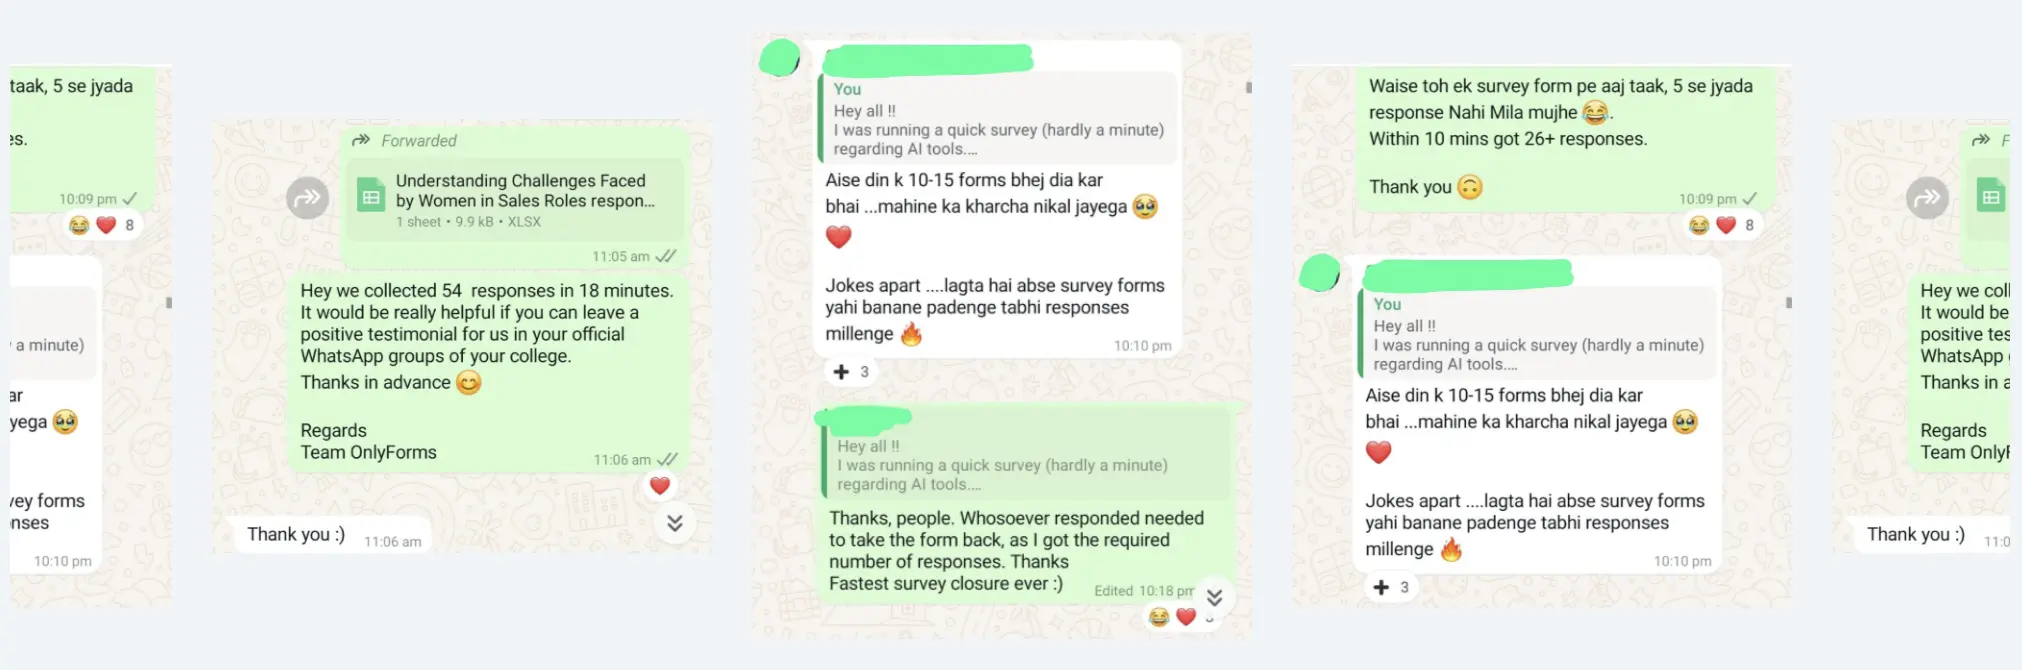 taak, 5 se jyada
es.
10:09 pm
😂 ❤️ 8
a minute)
ar
yega 🥹
vey forms
nses
10:10 pm
Forwarded
Understanding Challenges Faced
by Women in Sales Roles respon...
1 sheet • 9.9 kB • XLSX
11:05 am
Hey we collected 54 responses in 18 minutes.
It would be really helpful if you can leave a
positive testimonial for us in your official
WhatsApp groups of your college.
Thanks in advance 😊
Regards
Team OnlyForms
11:06 am
❤️
Thank you :)
11:06 am
You
Hey all !!
I was running a quick survey (hardly a minute)
regarding AI tools....
Aise din k 10-15 forms bhej dia kar
bhai ...mahine ka kharcha nikal jayega 🥹
❤️
Jokes apart ....lagta hai abse survey forms
yahi banane padenge tabhi responses
millenge 🔥
10:10 pm
+ 3
Hey all !!
I was running a quick survey (hardly a minute)
regarding AI tools....
Thanks, people. Whosoever responded needed
to take the form back, as I got the required
number of responses. Thanks
Fastest survey closure ever :)
Edited 10:18 pm
😂 ❤️
Waise toh ek survey form pe aaj taak, 5 se jyada
response Nahi Mila mujhe 😂.
Within 10 mins got 26+ responses.
Thank you 🙃
10:09 pm
😂 ❤️ 8
You
Hey all !!
I was running a quick survey (hardly a minute)
regarding AI tools....
Aise din k 10-15 forms bhej dia kar
bhai ...mahine ka kharcha nikal jayega 🥹
❤️
Jokes apart ....lagta hai abse survey forms
yahi banane padenge tabhi responses
millenge 🔥
10:10 pm
+ 3
F
Hey we coll
It would be
positive tes
WhatsApp
Thanks in a
Regards
Team Only
Thank you :)
11:0